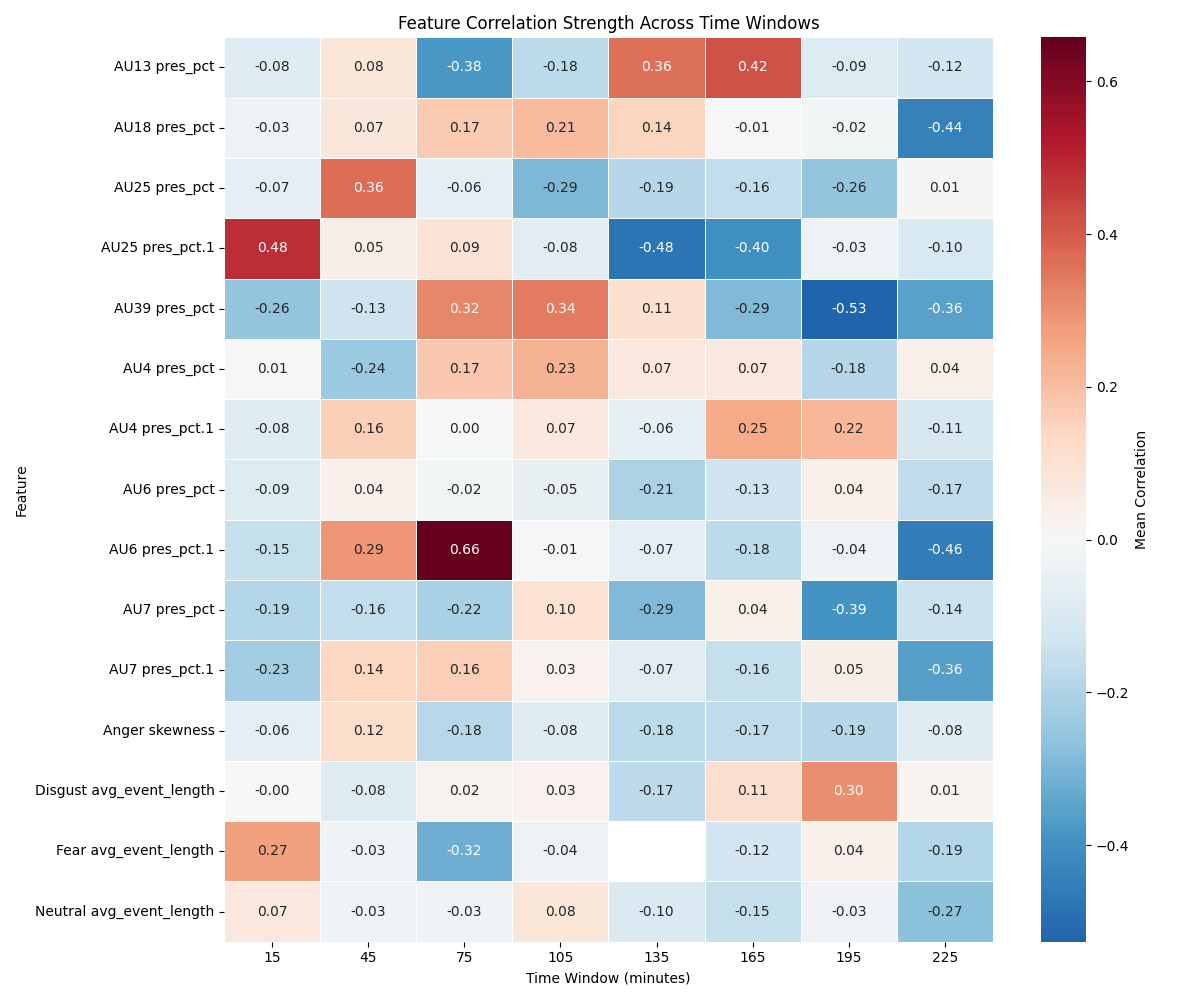 Feature Correlation Strength Across Time Windows
AU13 pres_pct -0.08 0.08 -0.38 -0.18 0.36 0.42 -0.09 -0.12
AU18 pres_pct -0.03 0.07 0.17 0.21 0.14 -0.01 -0.02 -0.44
AU25 pres_pct -0.07 0.36 -0.06 -0.29 -0.19 -0.16 -0.26 0.01
AU25 pres_pct.1 0.48 0.05 0.09 -0.08 -0.48 -0.40 -0.03 -0.10
AU39 pres_pct -0.26 -0.13 0.32 0.34 0.11 -0.29 -0.53 -0.36
AU4 pres_pct 0.01 -0.24 0.17 0.23 0.07 0.07 -0.18 0.04
AU4 pres_pct.1 -0.08 0.16 0.00 0.07 -0.06 0.25 0.22 -0.11
AU6 pres_pct -0.09 0.04 -0.02 -0.05 -0.21 -0.13 0.04 -0.17
AU6 pres_pct.1 -0.15 0.29 0.66 -0.01 -0.07 -0.18 -0.04 -0.46
AU7 pres_pct -0.19 -0.16 -0.22 0.10 -0.29 0.04 -0.39 -0.14
AU7 pres_pct.1 -0.23 0.14 0.16 0.03 -0.07 -0.16 0.05 -0.36
Anger skewness -0.06 0.12 -0.18 -0.08 -0.18 -0.17 -0.19 -0.08
Disgust avg_event_length -0.00 -0.08 0.02 0.03 -0.17 0.11 0.30 0.01
Fear avg_event_length 0.27 -0.03 -0.32 -0.04 -0.12 0.04 -0.19
Neutral avg_event_length 0.07 -0.03 -0.03 0.08 -0.10 -0.15 -0.03 -0.27
15 45 75 105 135 165 195 225
Time Window (minutes)
Feature
0.6
0.4
0.2
0.0
−0.2
−0.4
Mean Correlation